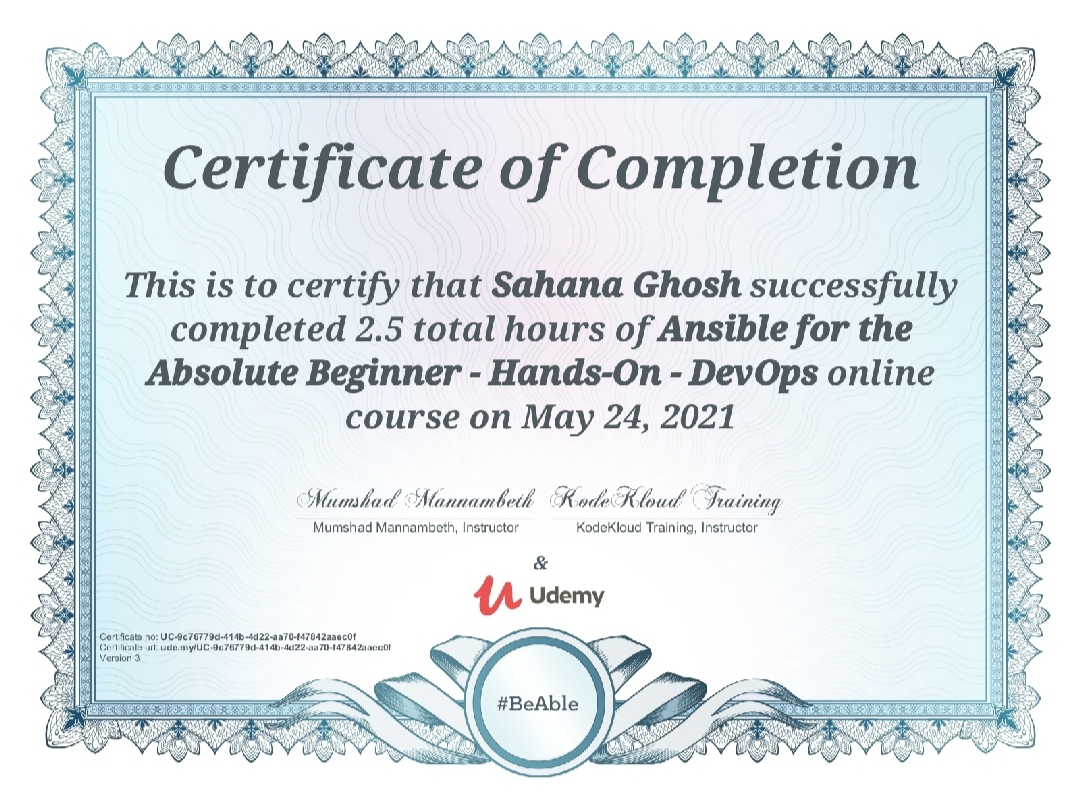 Certificate of Completion
This is to certify that Sahana Ghosh successfully
completed 2.5 total hours of Ansible for the
Absolute Beginner - Hands-On - DevOps online
course on May 24, 2021
Mumshad Mannambeth KodeKloud Training
Mumshad Mannambeth, Instructor KodeKloud Training, Instructor
&
Udemy
Certificate no: UC-9c76779d-414b-4d22-aa70-f47842aaec0f
Certificate url: ude.my/UC-9c76779d-414b-4d22-aa70-f47842aaec0f
Version 3
#BeAble